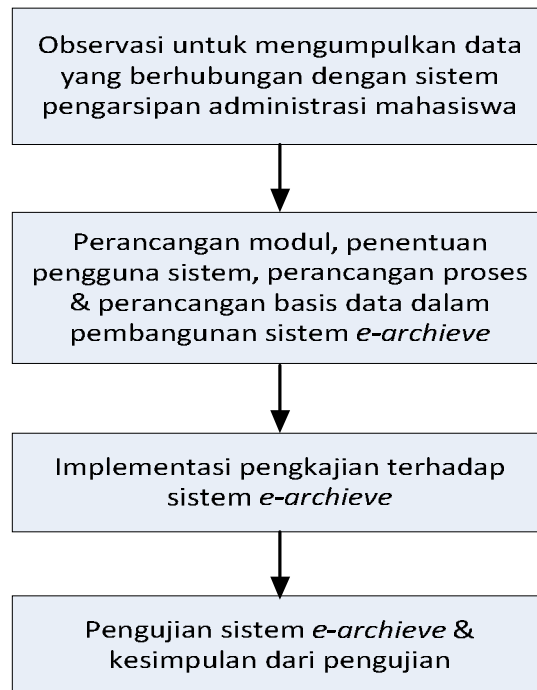 Observasi untuk mengumpulkan data
yang berhubungan dengan sistem
pengarsipan administrasi mahasiswa
Perancangan modul, penentuan
pengguna sistem, perancangan proses
& perancangan basis data dalam
pembangunan sistem e-archieve
Implementasi pengkajian terhadap
sistem e-archieve
Pengujian sistem e-archieve &
kesimpulan dari pengujian